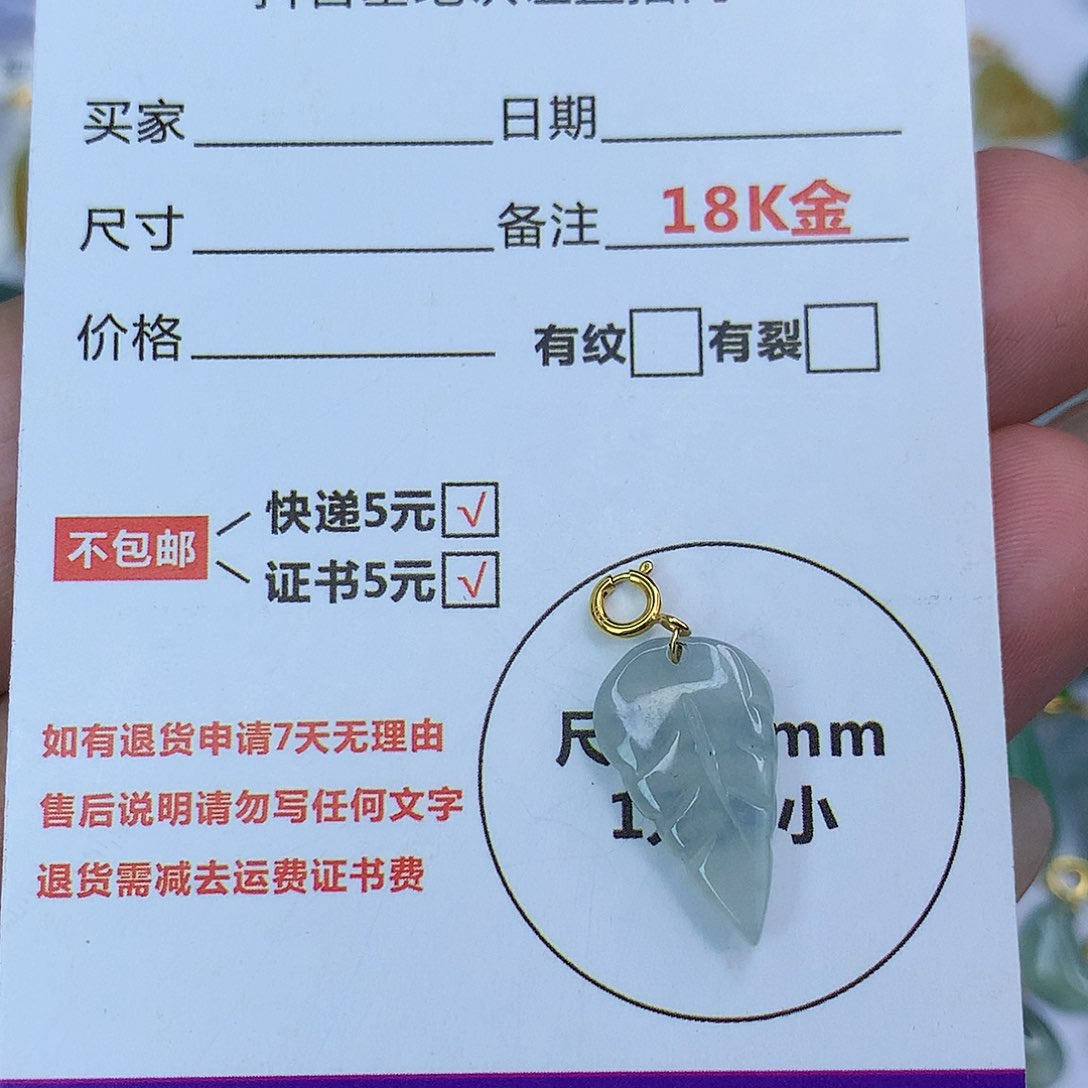 买家 日期
尺寸 备注 18K金
价格 有纹 有裂
快递5元 √
不包邮
证书5元 √
如有退货申请7天无理由
售后说明请勿写任何文字
退货需减去运费证书费
尺 mm
1 小